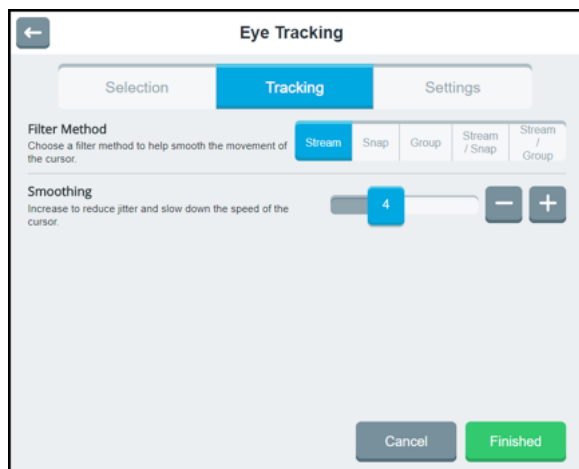 Eye Tracking
Selection
Tracking
Settings
Filter Method
Choose a filter method to help smooth the movement of
the cursor.
Stream
Snap
Group
Stream
/ Snap
Stream
/
Group
Smoothing
Increase to reduce jitter and slow down the speed of the
cursor.
4
Cancel
Finished